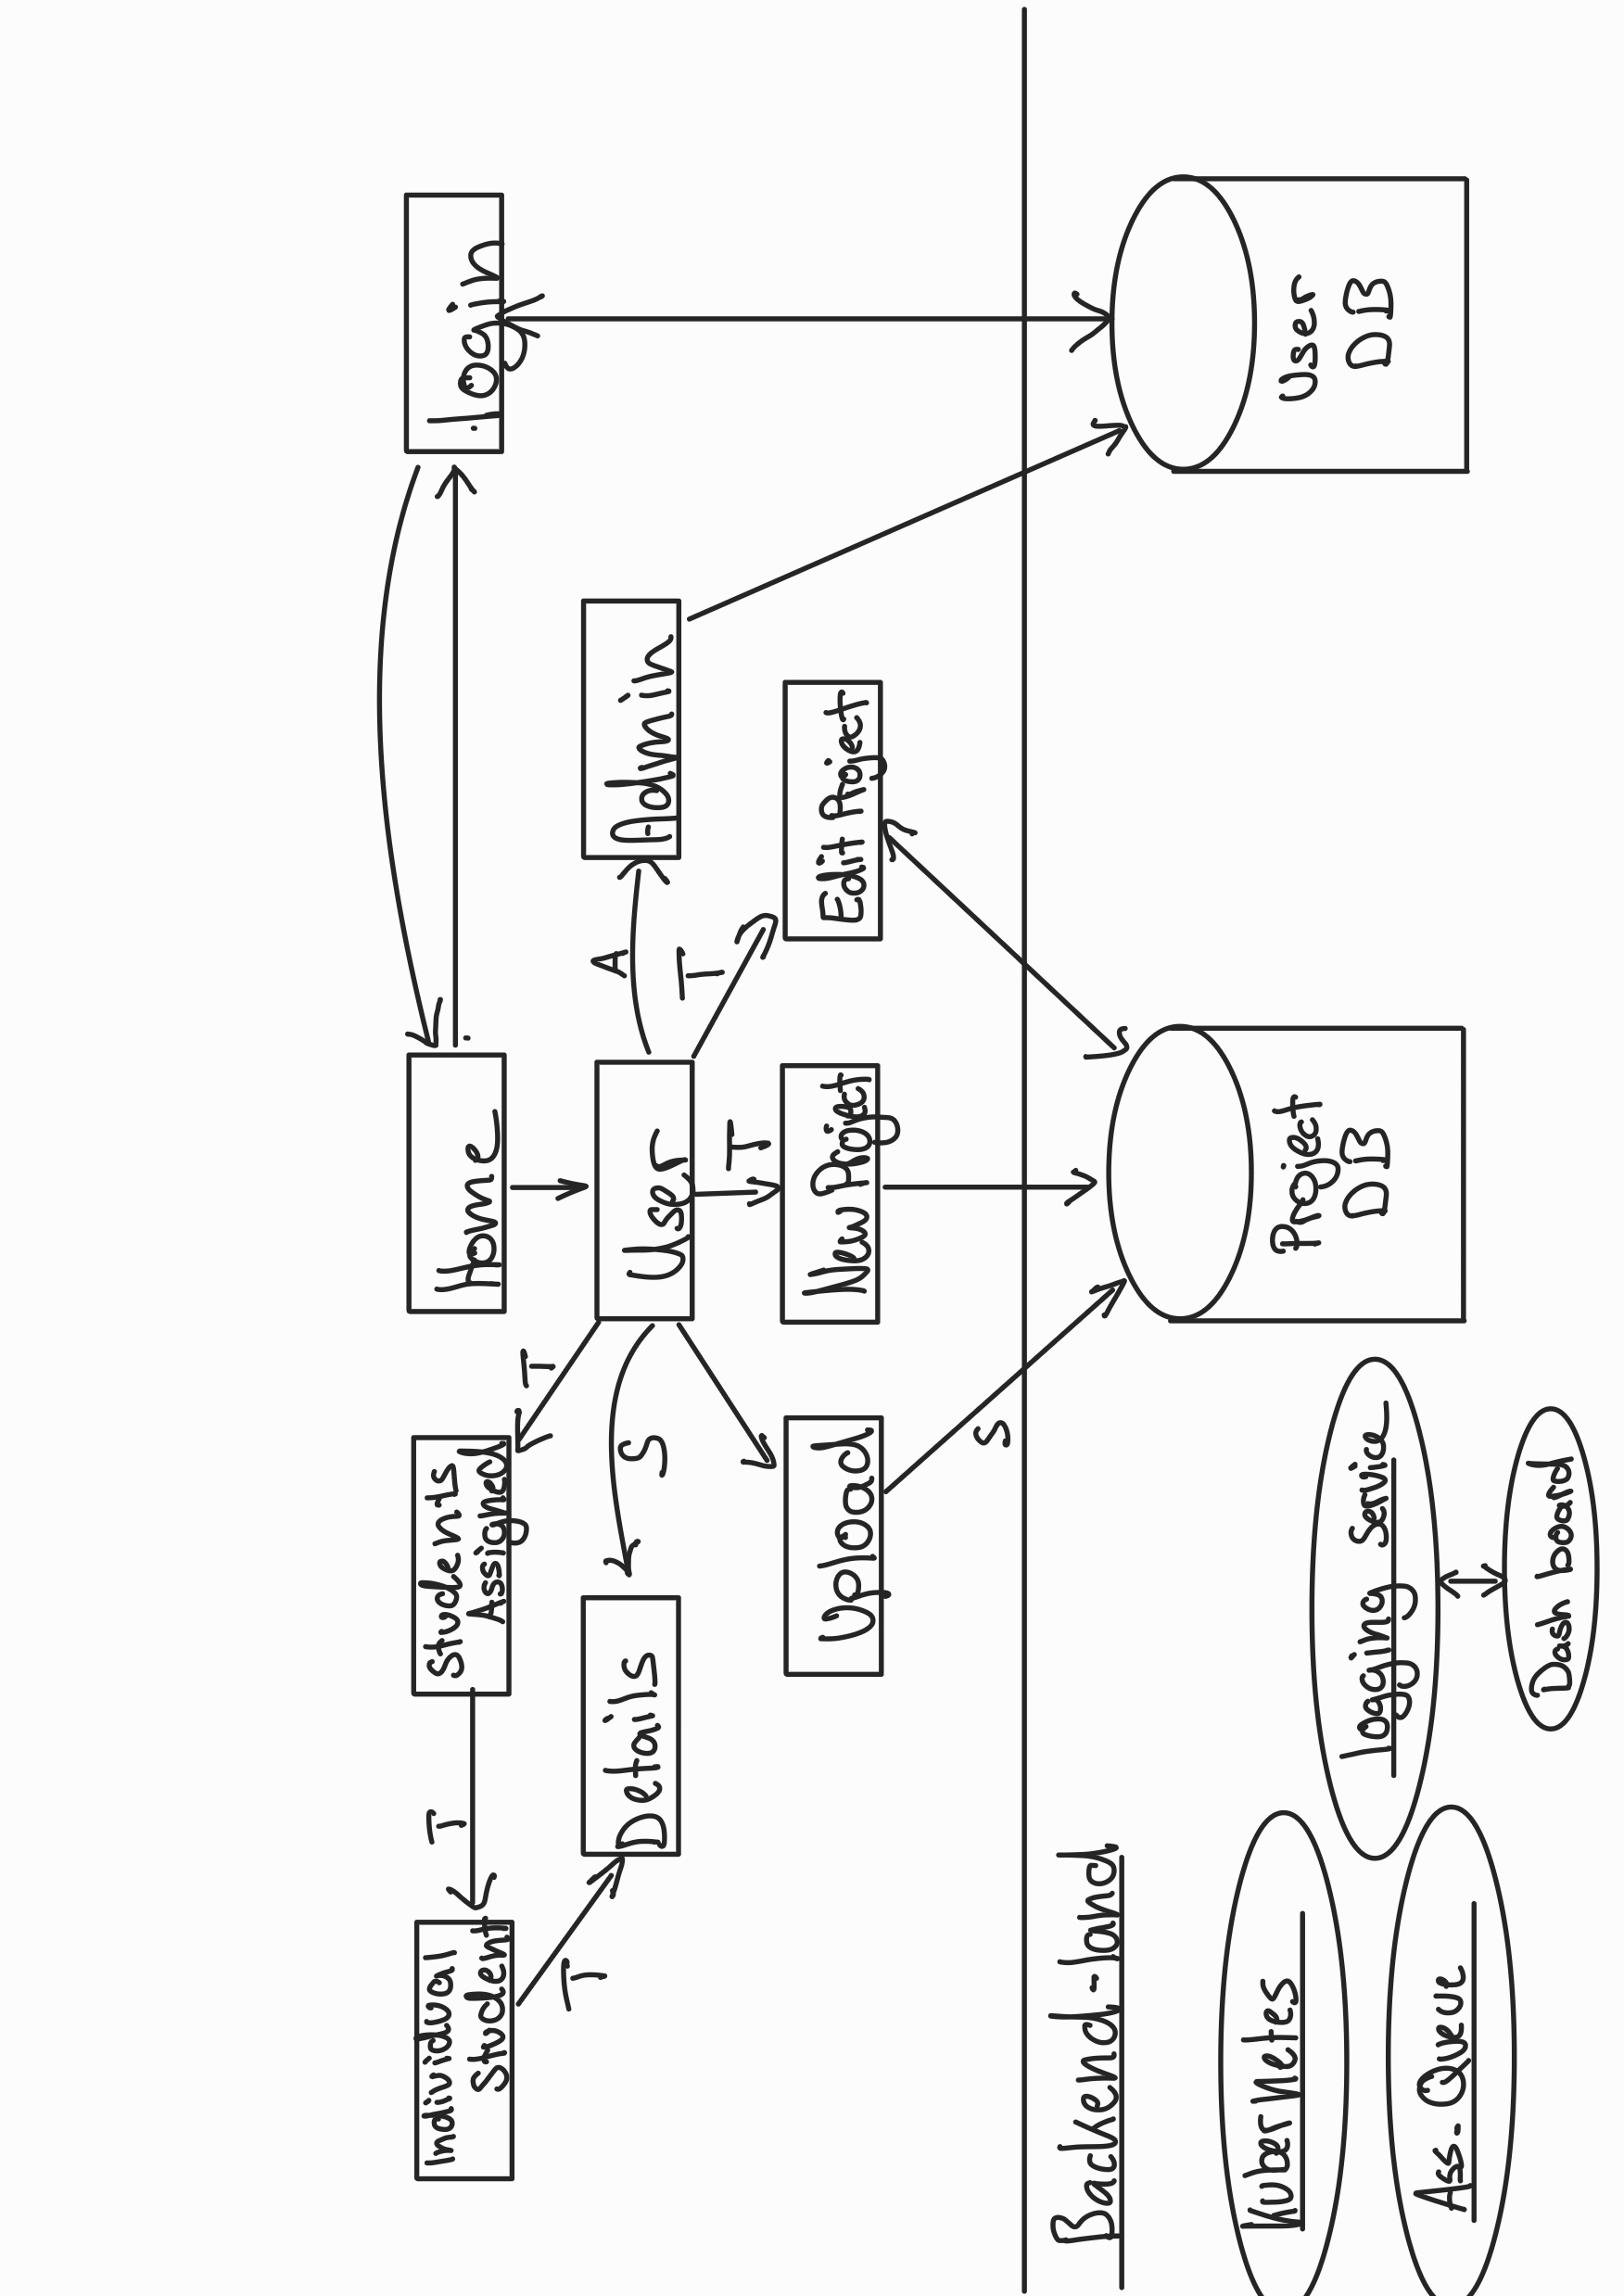 Individual
student
T
Students
Assigned
Home
Login
T
T
Details
S
User
A
Admin
T
T
Upload
New Project
Edit Project
S
Backend-land
Kubernetes
As-Queue
Logging service
Dash board
Project
DB
User
DB